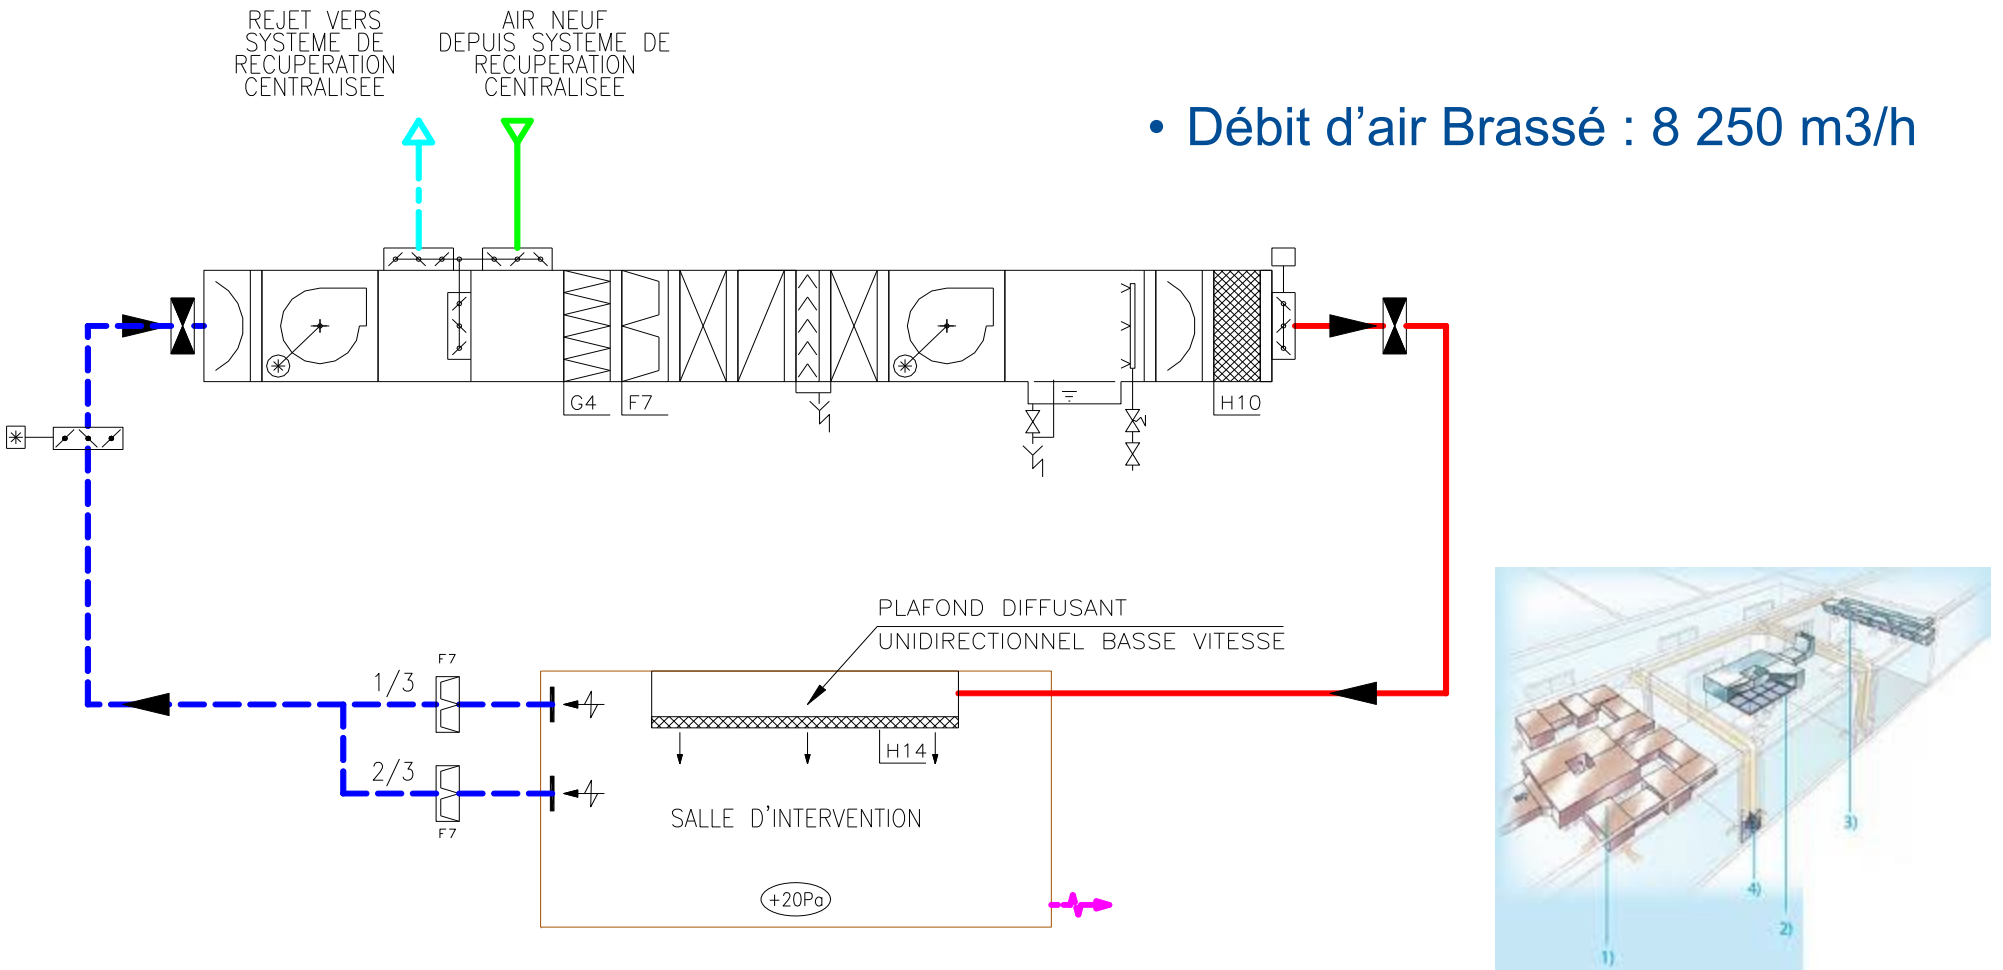 REJET VERS
SYSTEME DE
RECUPERATION
CENTRALISEE
AIR NEUF
DEPUIS SYSTEME DE
RECUPERATION
CENTRALISEE
• Débit d’air Brassé : 8 250 m3/h
G4
F7
H10
PLAFOND DIFFUSANT
UNIDIRECTIONNEL BASSE VITESSE
F7
1/3
2/3
F7
H14
SALLE D'INTERVENTION
+20Pa
3)
4)
2)
1)